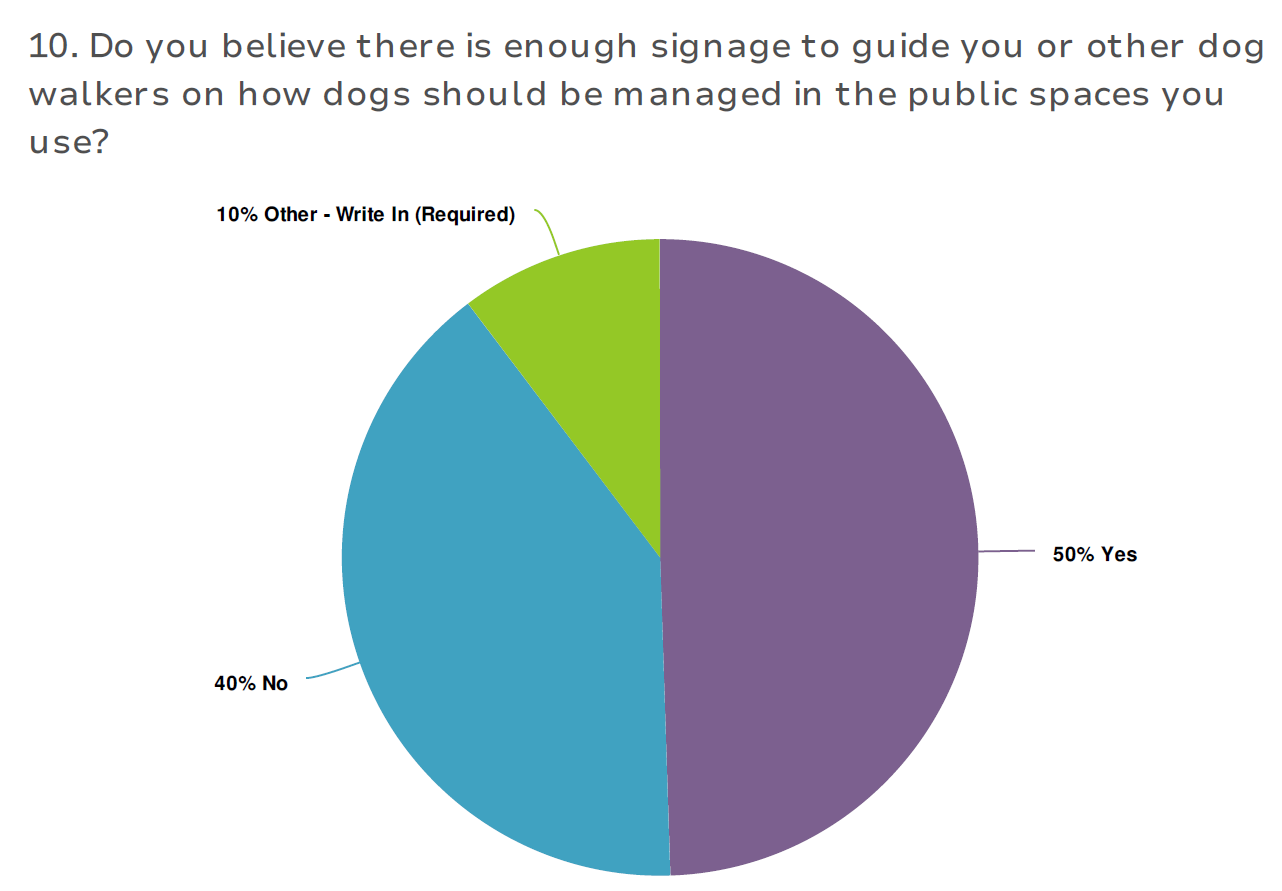 10. Do you believe there is enough signage to guide you or other dog
walkers on how dogs should be managed in the public spaces you
use?
10% Other - Write In (Required)
50% Yes
40% No